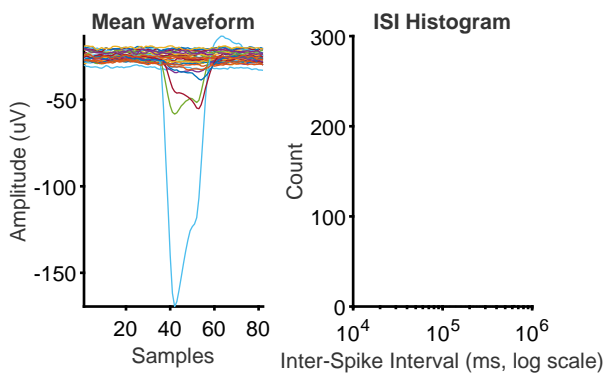 Mean Waveform
ISI Histogram
Amplitude (uV)
-50
-100
-150
20
40
60
80
Samples
Count
300
200
100
0
10^4
10^5
10^6
Inter-Spike Interval (ms, log scale)